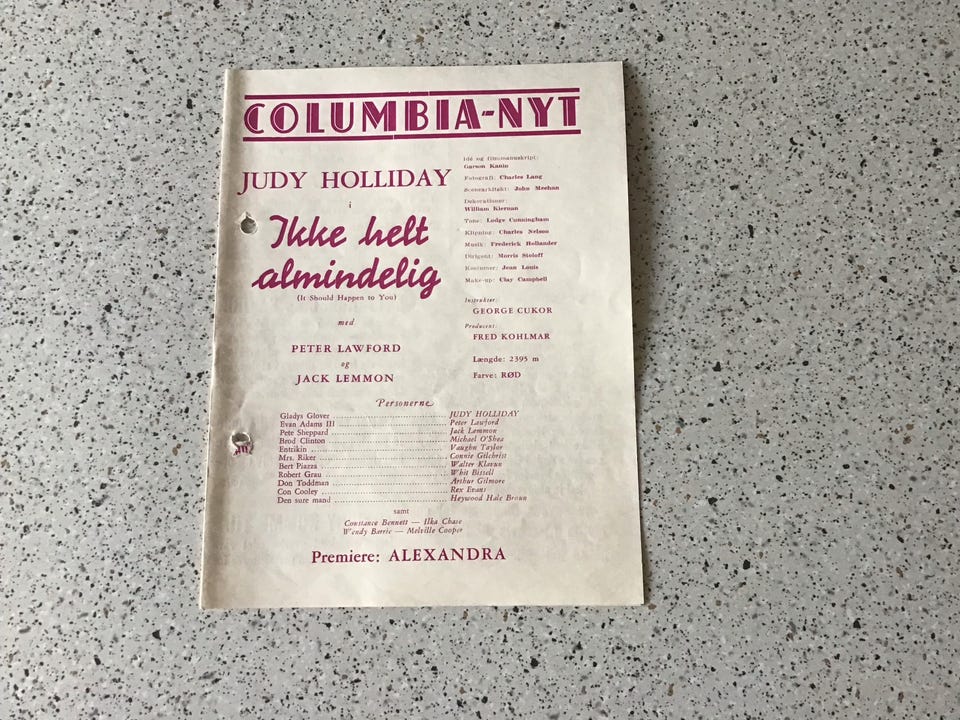 COLUMBIA-NYT
JUDY HOLLIDAY
i
Ikke helt
almindelig
(It Should Happen to You)
med
PETER LAWFORD
og
JACK LEMMON
Idé og filmmanuskript:
Garson Kanin
Fotografi: Charles Lang
Scenearkitekt: John Meehan
Dekorationer:
William Kiernan
Tone: Lodge Cunningham
Klipning: Charles Nelson
Musik: Frederick Hollander
Dirigent: Morris Stoloff
Kostumer: Jean Louis
Make-up: Clay Campbell
Instruktør:
GEORGE CUKOR
Producent:
FRED KOHLMAR
Længde: 2395 m
Farve: RØD
Personerne
Gladys Glover JUDY HOLLIDAY
Evan Adams III Peter Lawford
Pete Sheppard Jack Lemmon
Brod Clinton Michael O'Shea
Entrikin Vaughn Taylor
Mrs. Riker Connie Gilchrist
Bert Piazza Walter Klavun
Robert Grau Whit Bissell
Don Toddman Arthur Gilmore
Con Cooley Rex Evans
Den sure mand Heywood Hale Broun
samt
Constance Bennett — Ilka Chase
Wendy Barrie — Melville Cooper
Premiere: ALEXANDRA